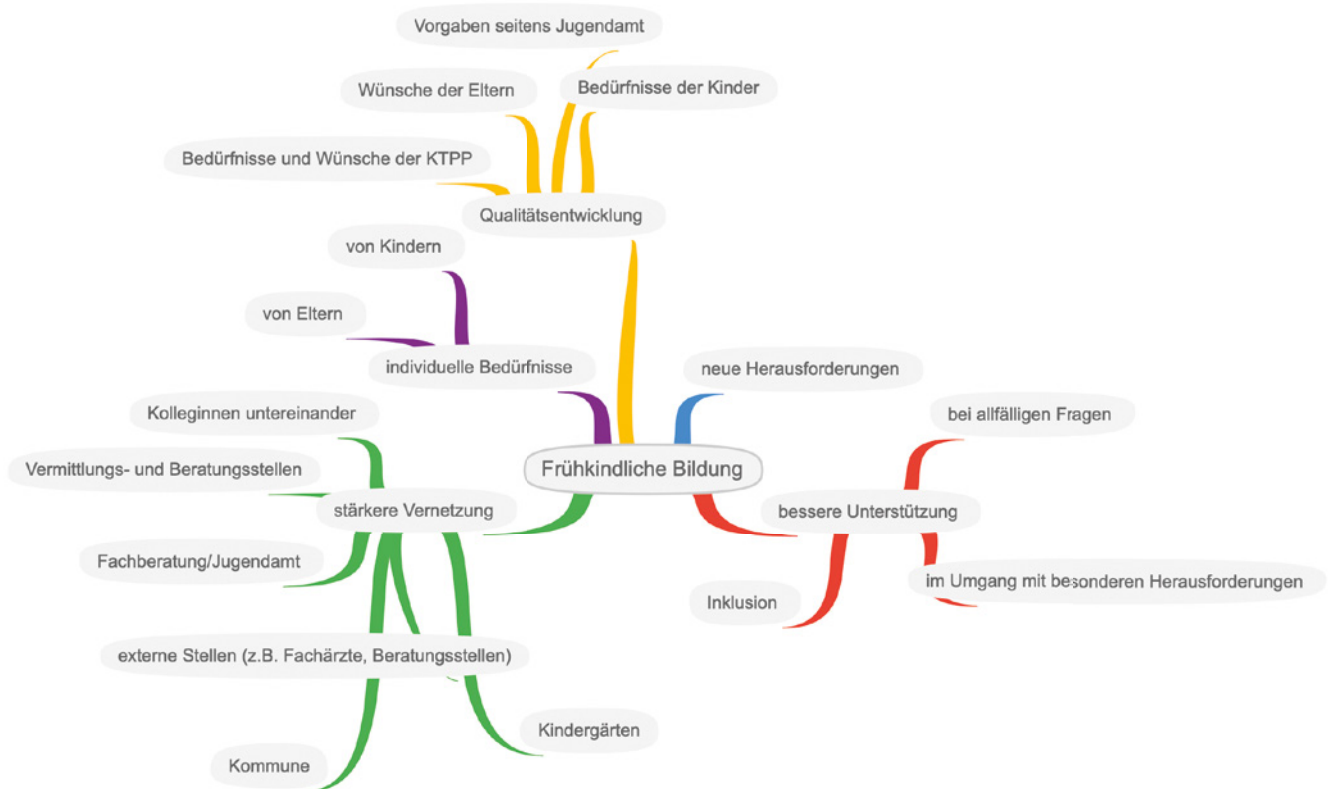 Vorgaben seitens Jugendamt
Wünsche der Eltern
Bedürfnisse der Kinder
Bedürfnisse und Wünsche der KTPP
Qualitätsentwicklung
von Kindern
von Eltern
individuelle Bedürfnisse
neue Herausforderungen
Kolleginnen untereinander
bei allfälligen Fragen
Vermittlungs- und Beratungsstellen
Frühkindliche Bildung
stärkere Vernetzung
bessere Unterstützung
Fachberatung/Jugendamt
im Umgang mit besonderen Herausforderungen
Inklusion
externe Stellen (z.B. Fachärzte, Beratungsstellen)
Kindergärten
Kommune